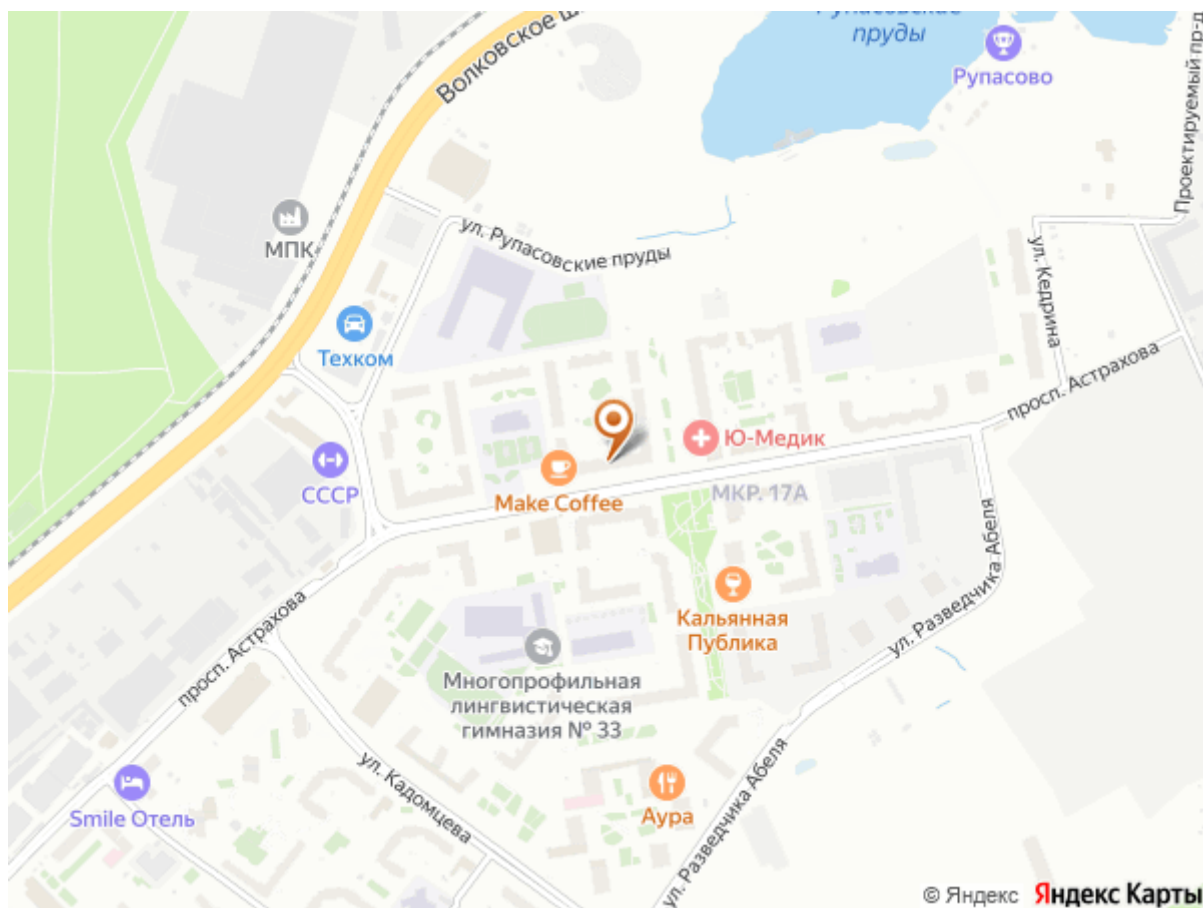 Рупасовские
пруды
Рупасово
Проектируемый пр-д
Волковское ш
МПК
ул. Рупасовские пруды
ул. Кедрина
Техком
просп. Астрахова
Ю-Медик
СССР
Make Coffee
МКР. 17А
ул. Разведчика Абеля
Кальянная
Публика
просп. Астрахова
Многопрофильная
лингвистическая
гимназия № 33
ул. Кадомцева
ул. Разведчика Абеля
Smile Отель
Аура
© Яндекс Яндекс Карты